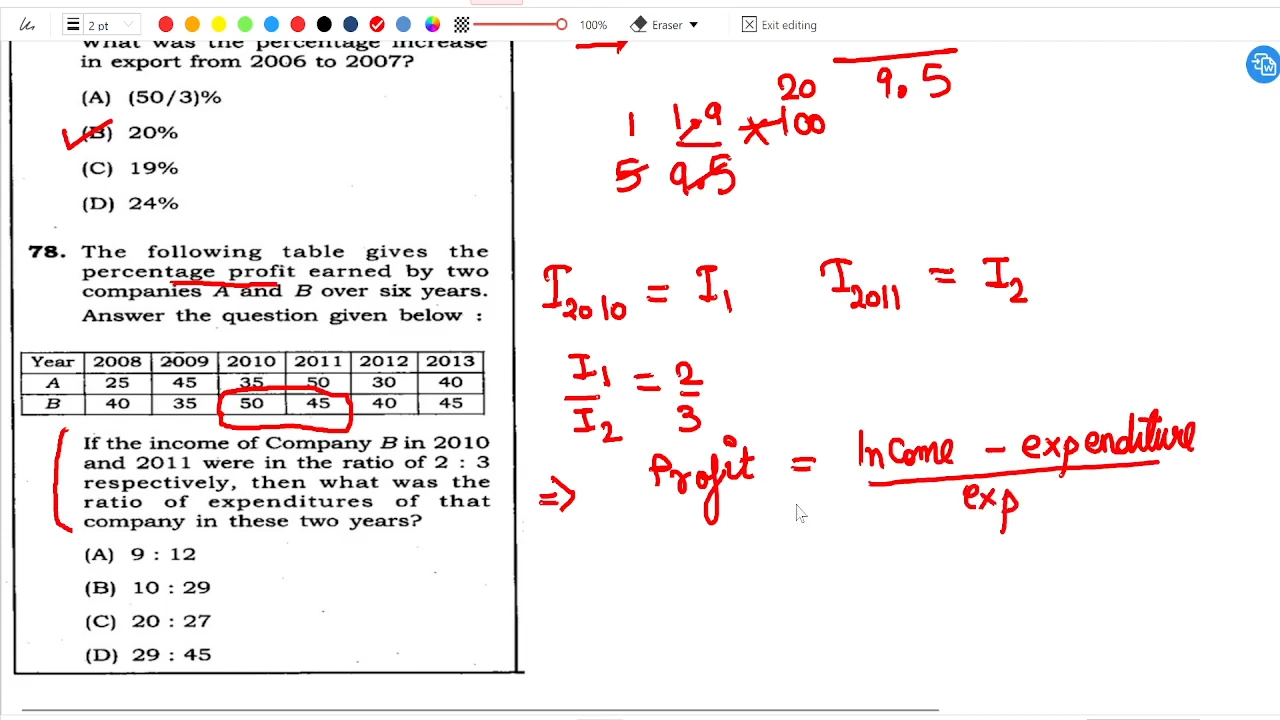 2 pt
100%
Eraser
Exit editing
What was the percentage increase
in export from 2006 to 2007?
(A) (50/3)%
(B) 20%
(C) 19%
(D) 24%
78. The following table gives the
percentage profit earned by two
companies A and B over six years.
Answer the question given below :
Year 2008 2009 2010 2011 2012 2013
A 25 45 35 50 30 40
B 40 35 50 45 40 45
If the income of Company B in 2010
and 2011 were in the ratio of 2 : 3
respectively, then what was the
ratio of expenditures of that
company in these two years?
(A) 9 : 12
(B) 10 : 29
(C) 20 : 27
(D) 29 : 45
9.5
20
1 1.9 × 100
5 9.5
I2010 = I1 I2011 = I2
I1 = 2
I2 3
=> Profit = Income - expenditure
exp